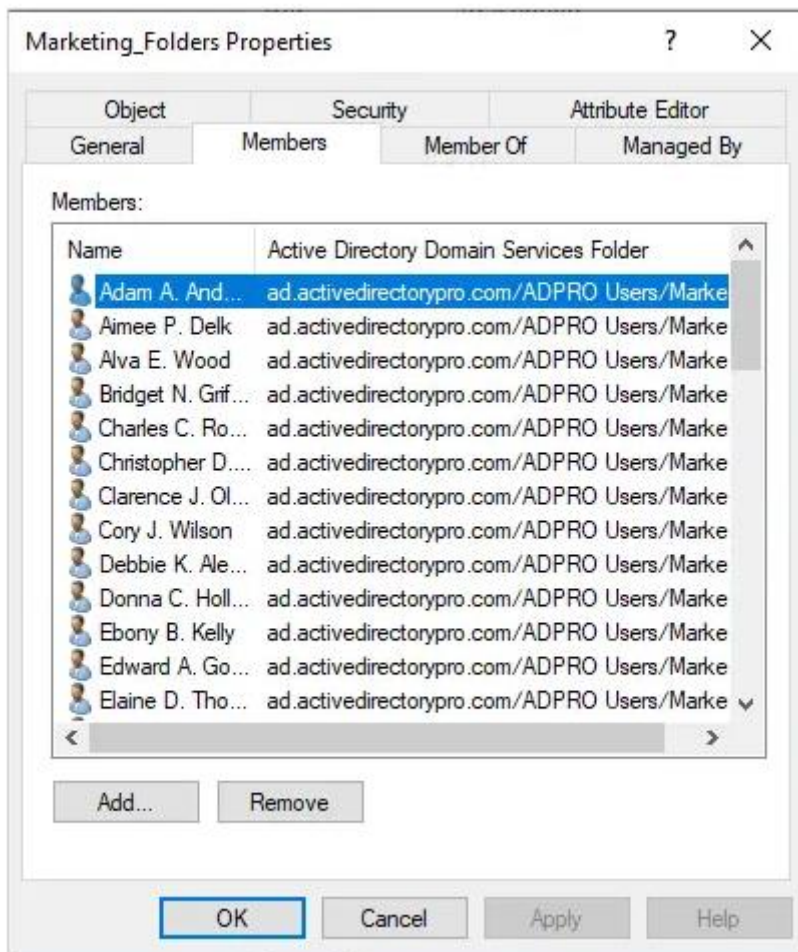 Marketing_Folders Properties ? X
Object Security Attribute Editor
General Members Member Of Managed By
Members:
Name Active Directory Domain Services Folder
Adam A. And... ad.activedirectorypro.com/ADPRO Users/Marke
Aimee P. Delk ad.activedirectorypro.com/ADPRO Users/Marke
Alva E. Wood ad.activedirectorypro.com/ADPRO Users/Marke
Bridget N. Grif... ad.activedirectorypro.com/ADPRO Users/Marke
Charles C. Ro... ad.activedirectorypro.com/ADPRO Users/Marke
Christopher D.... ad.activedirectorypro.com/ADPRO Users/Marke
Clarence J. Ol... ad.activedirectorypro.com/ADPRO Users/Marke
Cory J. Wilson ad.activedirectorypro.com/ADPRO Users/Marke
Debbie K. Ale... ad.activedirectorypro.com/ADPRO Users/Marke
Donna C. Holl... ad.activedirectorypro.com/ADPRO Users/Marke
Ebony B. Kelly ad.activedirectorypro.com/ADPRO Users/Marke
Edward A. Go... ad.activedirectorypro.com/ADPRO Users/Marke
Elaine D. Tho... ad.activedirectorypro.com/ADPRO Users/Marke
Add... Remove
OK Cancel Apply Help